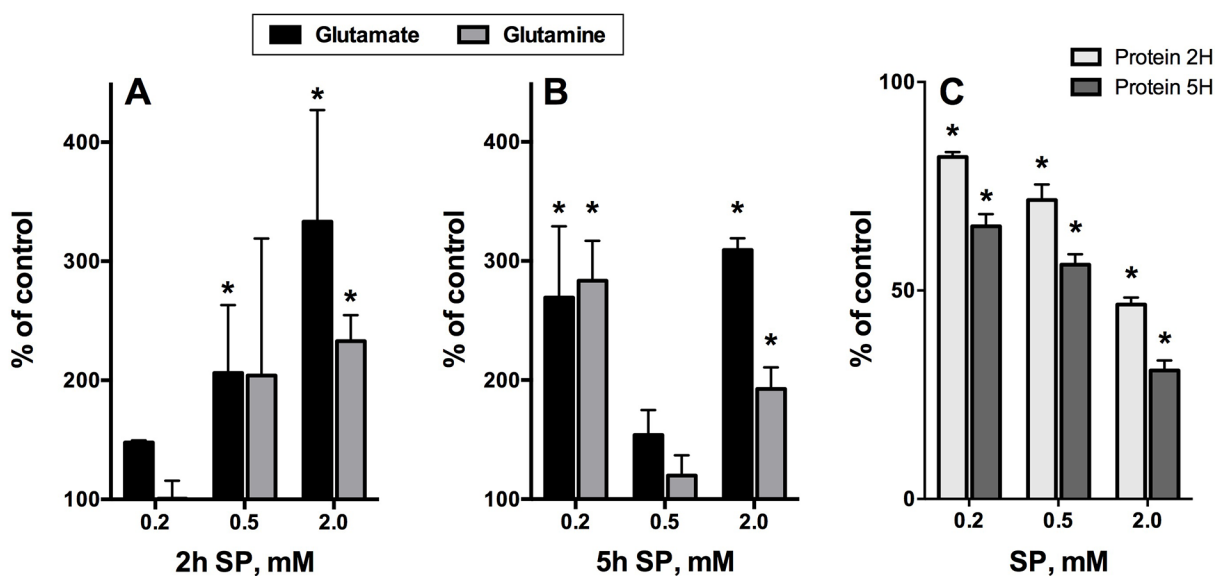 Glutamate Glutamine
A
% of control
400
300
200
100
* * *
0.2 0.5 2.0
2h SP, mM
B
% of control
400
300
200
100
* * * *
0.2 0.5 2.0
5h SP, mM
C
Protein 2H
Protein 5H
% of control
100
50
0
* * * * * *
0.2 0.5 2.0
SP, mM